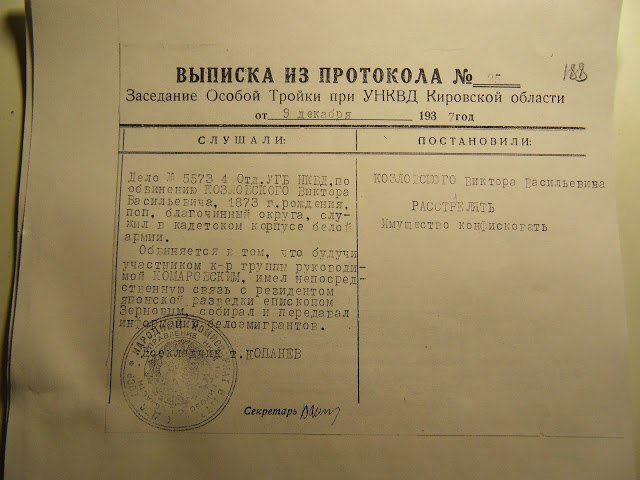 188
ВЫПИСКА ИЗ ПРОТОКОЛА №
Заседание Особой Тройки при УНКВД Кировской области
от 9 декабря 1937 год
СЛУШАЛИ:
Дело № 5573 4 Отд.УГБ НКВД,по
обвинению КОЗЛОВСКОГО Виктора
Васильевича, 1873 г.рождения,
поп, благочинный округа, слу-
жил в кадетском корпусе белой
армии.
Обвиняется в том, что будучи
участником к-р группы руководи-
мой КОМАРОВСКИМ, имел непосред-
ственную связь с резидентом
японской разведки епископом
Зерновым, собирал и передавал
информации белоэмигрантов.
Докладчик т.КОПАНЕВ
ПОСТАНОВИЛИ:
КОЗЛОВСКОГО Виктора Васильевича
РАССТРЕЛЯТЬ
Имущество конфисковать
Секретарь